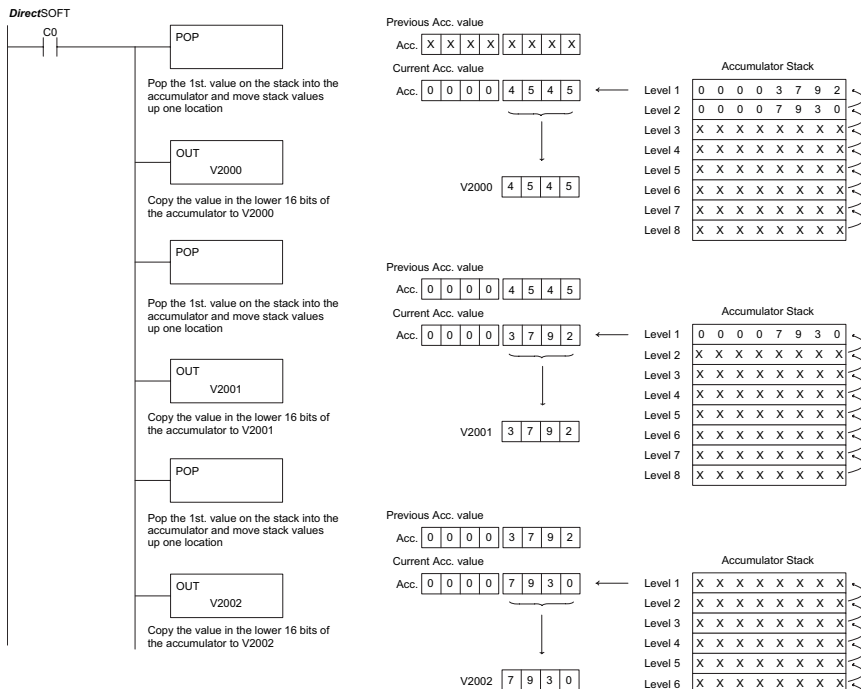 DirectSOFT
C0
POP
Pop the 1st. value on the stack into the
accumulator and move stack values
up one location
OUT
V2000
Copy the value in the lower 16 bits of
the accumulator to V2000
POP
Pop the 1st. value on the stack into the
accumulator and move stack values
up one location
OUT
V2001
Copy the value in the lower 16 bits of
the accumulator to V2001
POP
Pop the 1st. value on the stack into the
accumulator and move stack values
up one location
OUT
V2002
Copy the value in the lower 16 bits of
the accumulator to V2002
Previous Acc. value
Acc. X X X X X X X X
Current Acc. value
Acc. 0 0 0 0 4 5 4 5
V2000 4 5 4 5
Accumulator Stack
Level 1 0 0 0 0 3 7 9 2
Level 2 0 0 0 0 7 9 3 0
Level 3 X X X X X X X X
Level 4 X X X X X X X X
Level 5 X X X X X X X X
Level 6 X X X X X X X X
Level 7 X X X X X X X X
Level 8 X X X X X X X X
Previous Acc. value
Acc. 0 0 0 0 4 5 4 5
Current Acc. value
Acc. 0 0 0 0 3 7 9 2
V2001 3 7 9 2
Accumulator Stack
Level 1 0 0 0 0 7 9 3 0
Level 2 X X X X X X X X
Level 3 X X X X X X X X
Level 4 X X X X X X X X
Level 5 X X X X X X X X
Level 6 X X X X X X X X
Level 7 X X X X X X X X
Level 8 X X X X X X X X
Previous Acc. value
Acc. 0 0 0 0 3 7 9 2
Current Acc. value
Acc. 0 0 0 0 7 9 3 0
V2002 7 9 3 0
Accumulator Stack
Level 1 X X X X X X X X
Level 2 X X X X X X X X
Level 3 X X X X X X X X
Level 4 X X X X X X X X
Level 5 X X X X X X X X
Level 6 X X X X X X X X